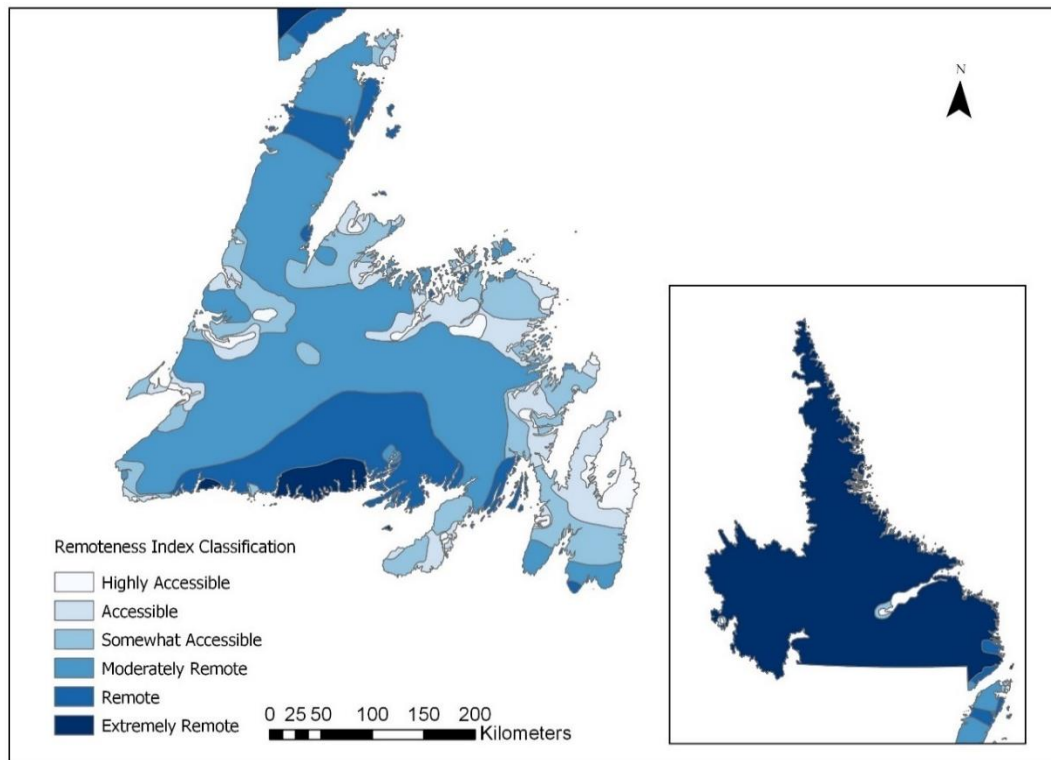 N
Remoteness Index Classification
Highly Accessible
Accessible
Somewhat Accessible
Moderately Remote
Remote
Extremely Remote
0 25 50 100 150 200
Kilometers